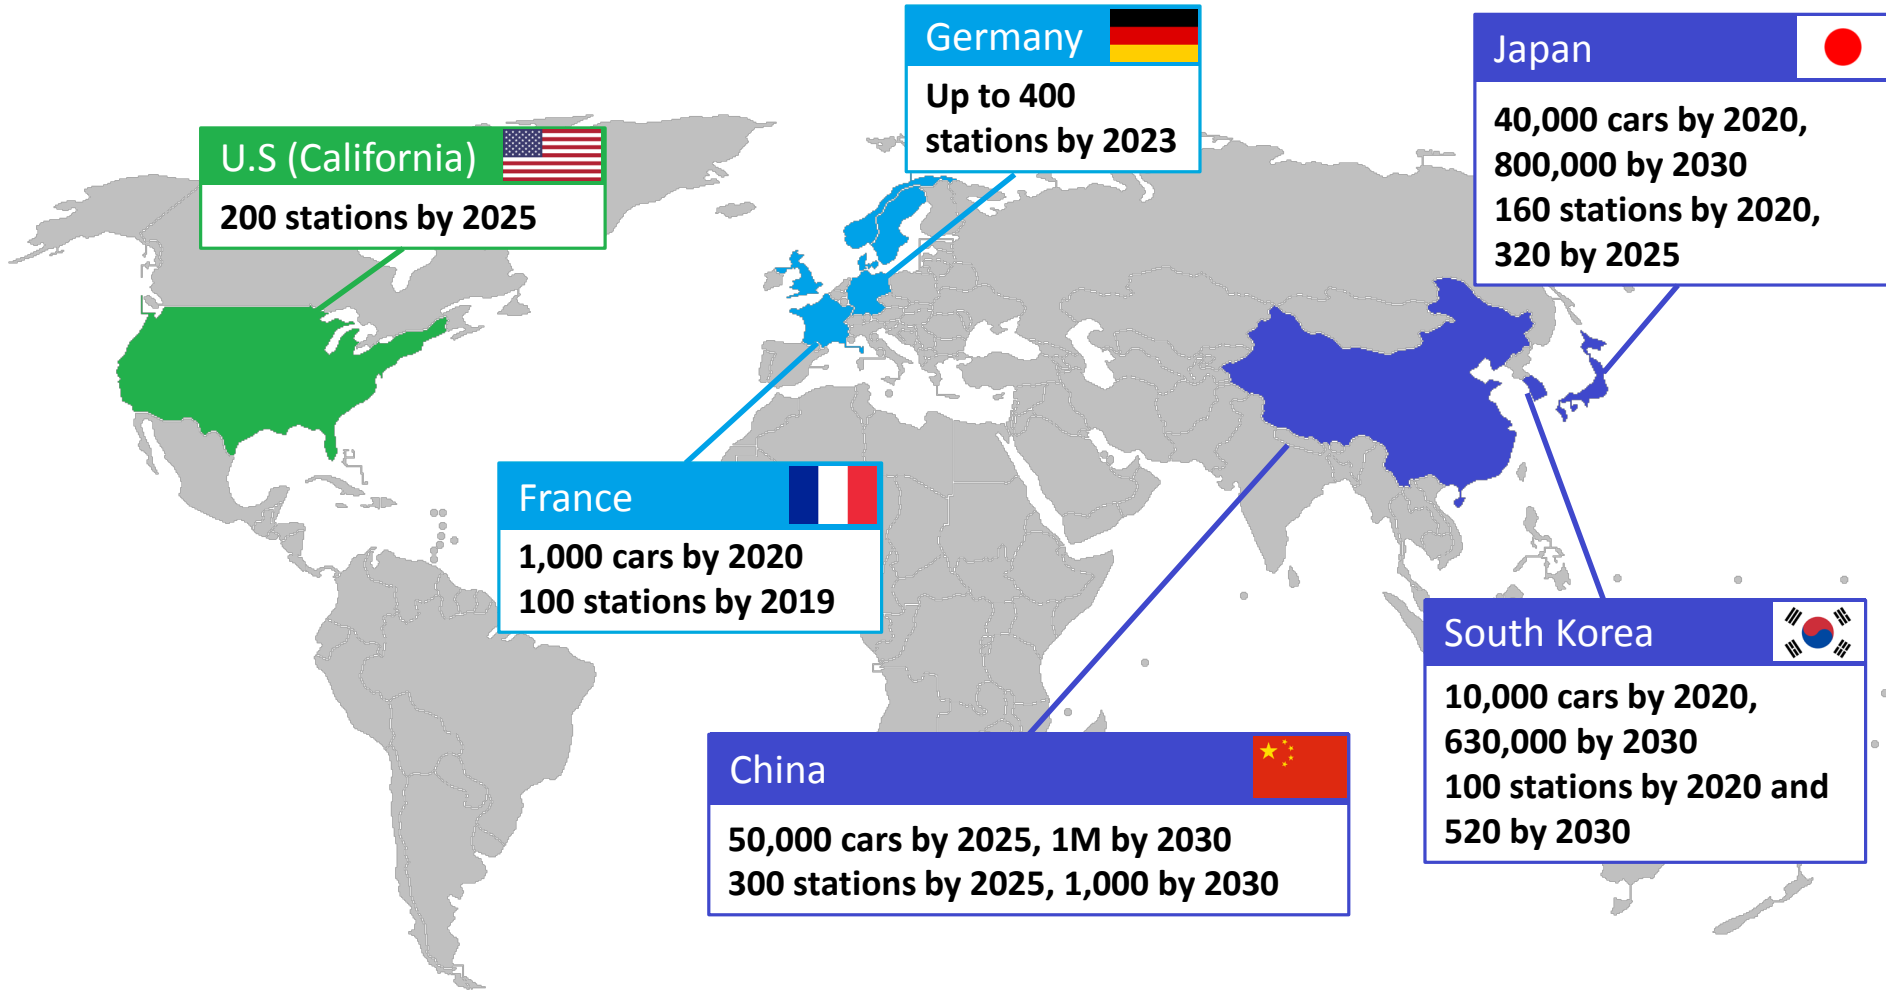 Germany
Up to 400
stations by 2023
Japan
40,000 cars by 2020,
800,000 by 2030
160 stations by 2020,
320 by 2025
U.S (California)
200 stations by 2025
France
1,000 cars by 2020
100 stations by 2019
South Korea
10,000 cars by 2020,
630,000 by 2030
100 stations by 2020 and
520 by 2030
China
50,000 cars by 2025, 1M by 2030
300 stations by 2025, 1,000 by 2030